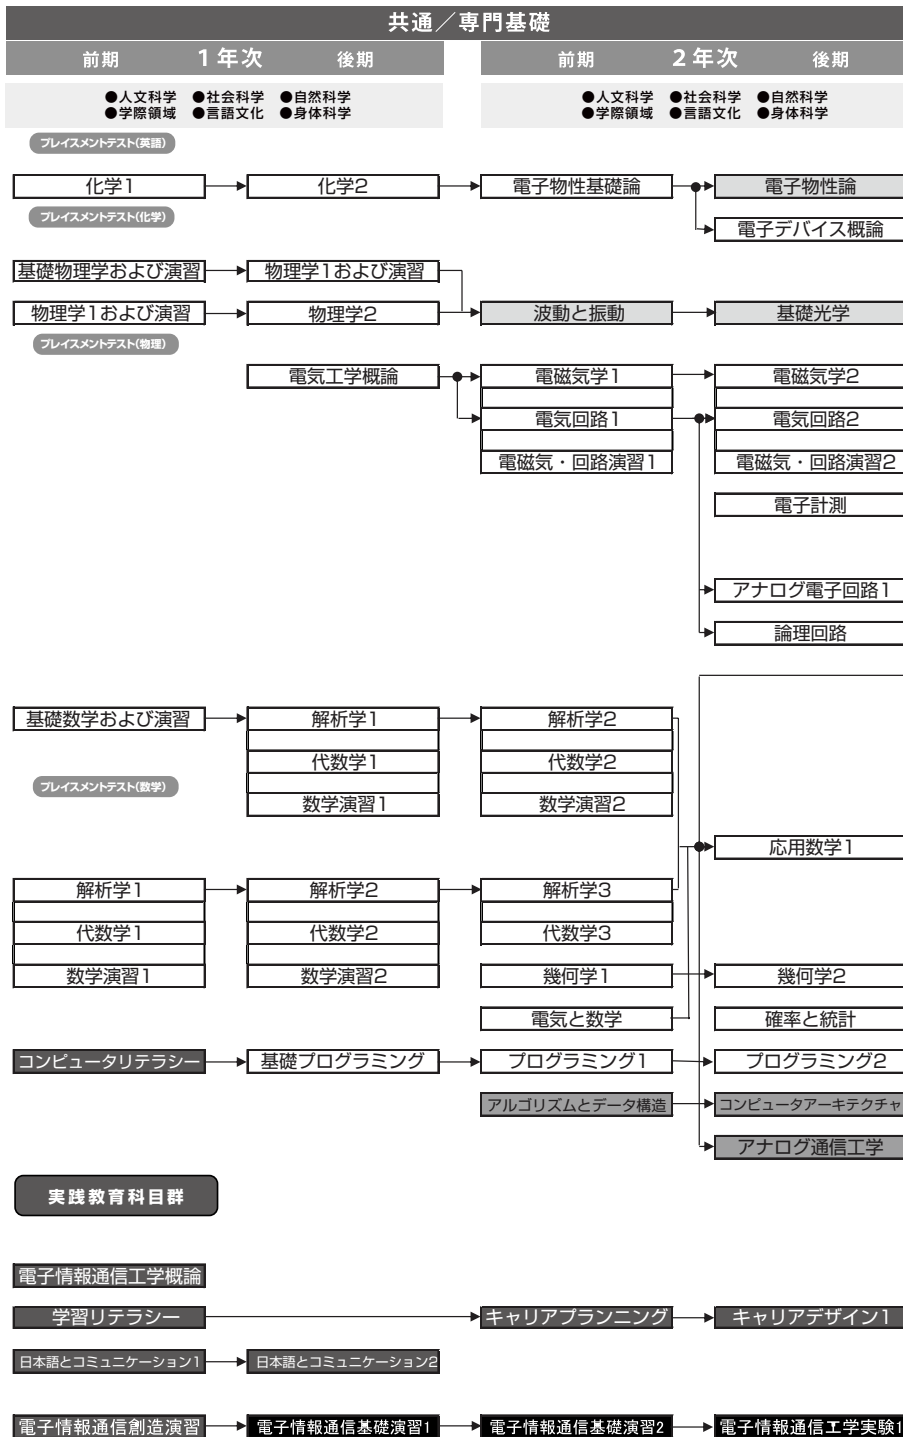 共通／専門基礎
前期 1年次 後期 前期 2年次 後期
●人文科学 ●社会科学 ●自然科学 ●人文科学 ●社会科学 ●自然科学
●学際領域 ●言語文化 ●身体科学 ●学際領域 ●言語文化 ●身体科学
プレイスメントテスト(英語)
化学1 化学2 電子物性基礎論 電子物性論
プレイスメントテスト(化学)
電子デバイス概論
基礎物理学および演習 物理学1および演習
物理学1および演習 物理学2 波動と振動 基礎光学
プレイスメントテスト(物理)
電気工学概論 電磁気学1 電磁気学2
電気回路1 電気回路2
電磁気・回路演習1 電磁気・回路演習2
電子計測
アナログ電子回路1
論理回路
基礎数学および演習 解析学1 解析学2
代数学1 代数学2
プレイスメントテスト(数学)
数学演習1 数学演習2
応用数学1
解析学1 解析学2 解析学3
代数学1 代数学2 代数学3
数学演習1 数学演習2 幾何学1 幾何学2
電気と数学 確率と統計
コンピュータリテラシー 基礎プログラミング プログラミング1 プログラミング2
アルゴリズムとデータ構造 コンピュータアーキテクチャ
アナログ通信工学
実践教育科目群
電子情報通信工学概論
学習リテラシー キャリアプランニング キャリアデザイン1
日本語とコミュニケーション1 日本語とコミュニケーション2
電子情報通信創造演習 電子情報通信基礎演習1 電子情報通信基礎演習2 電子情報通信工学実験1